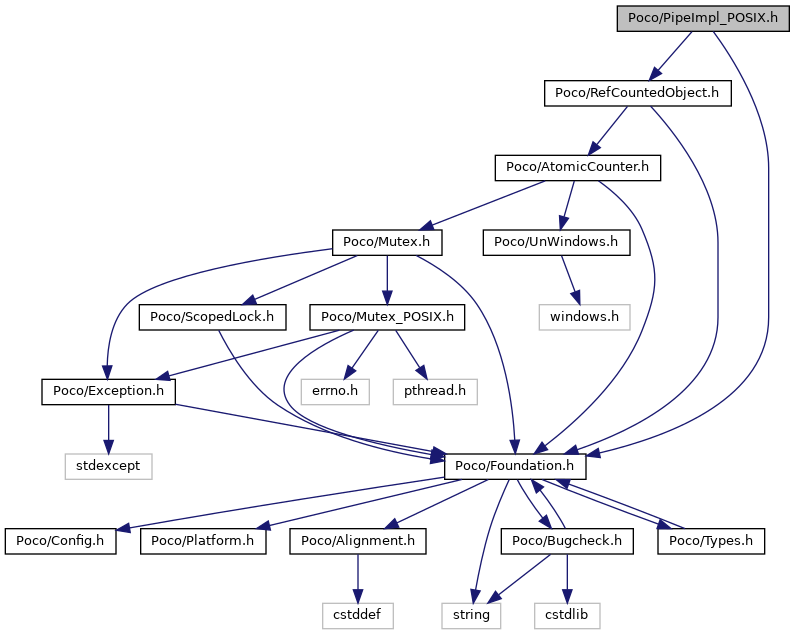 Poco/PipeImpl_POSIX.h
Poco/RefCountedObject.h
Poco/AtomicCounter.h
Poco/Mutex.h
Poco/UnWindows.h
Poco/ScopedLock.h
Poco/Mutex_POSIX.h
windows.h
Poco/Exception.h
errno.h
pthread.h
stdexcept
Poco/Foundation.h
Poco/Config.h
Poco/Platform.h
Poco/Alignment.h
Poco/Bugcheck.h
Poco/Types.h
cstddef
string
cstdlib